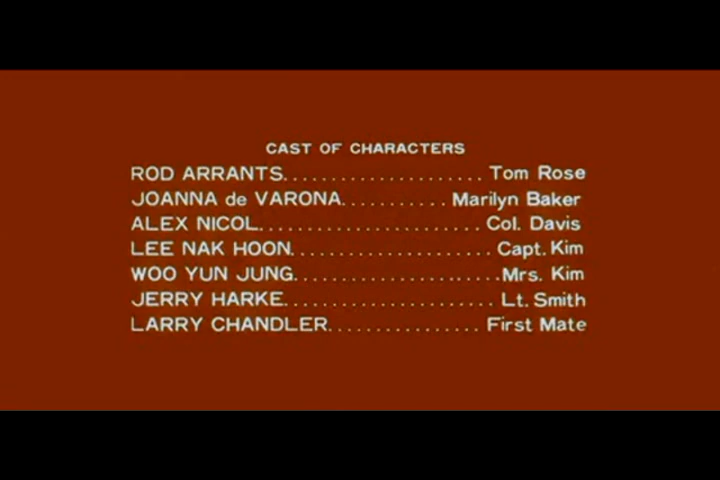 CAST OF CHARACTERS
ROD ARRANTS...................... Tom Rose
JOANNA de VARONA........... Marilyn Baker
ALEX NICOL........................ Col. Davis
LEE NAK HOON...................... Capt. Kim
WOO YUN JUNG.......................Mrs. Kim
JERRY HARKE....................... Lt. Smith
LARRY CHANDLER................ First Mate